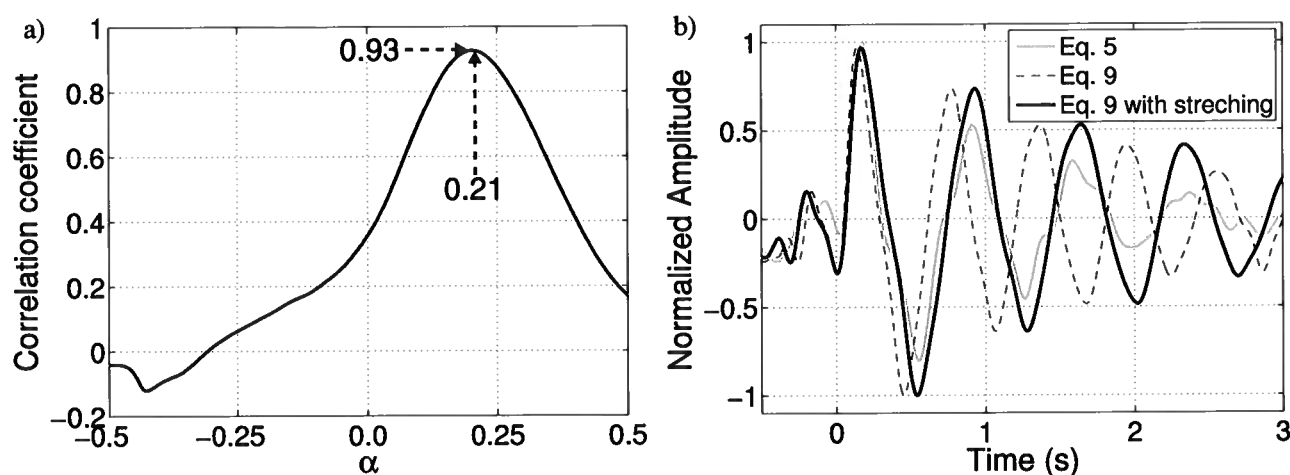 a)
1
0.8
0.6
0.4
0.2
0
−0.2
Correlation coefficient
0.93
0.21
−0.5
−0.25
0.0
0.25
0.5
α
b)
1
0.5
0
−0.5
−1
Normalized Amplitude
Eq. 5
Eq. 9
Eq. 9 with streching
0
1
2
3
Time (s)